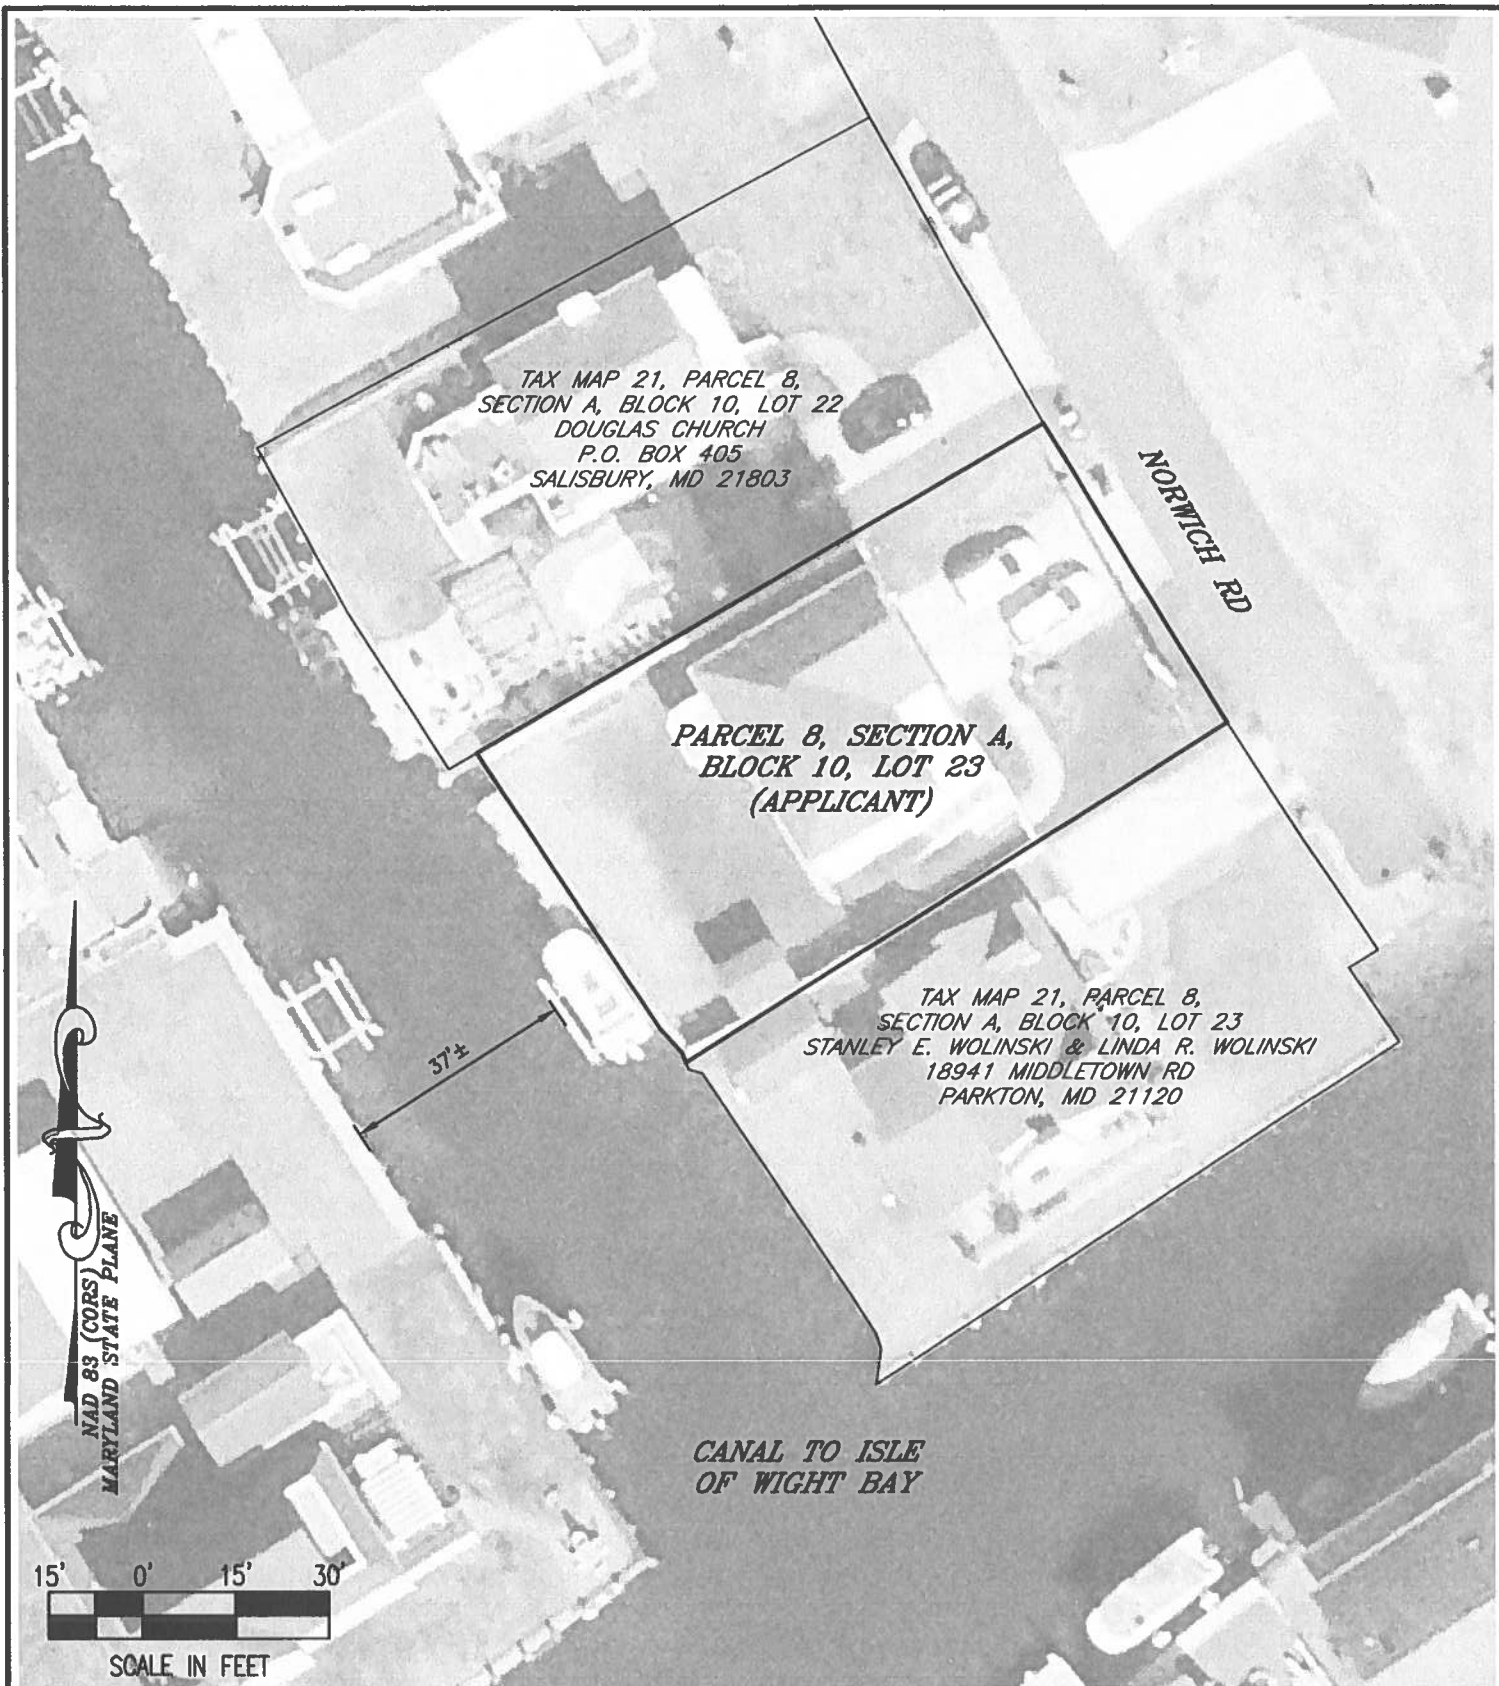 TAX MAP 21, PARCEL 8,
SECTION A, BLOCK 10, LOT 22
DOUGLAS CHURCH
P.O. BOX 405
SALISBURY, MD 21803
NORWICH RD
PARCEL 8, SECTION A,
BLOCK 10, LOT 23
(APPLICANT)
TAX MAP 21, PARCEL 8,
SECTION A, BLOCK 10, LOT 23
STANLEY E. WOLINSKI & LINDA R. WOLINSKI
18941 MIDDLETOWN RD
PARKTON, MD 21120
37'±
NAD 83 (CORS)
MARYLAND STATE PLANE
CANAL TO ISLE
OF WIGHT BAY
15' 0' 15' 30'
SCALE IN FEET